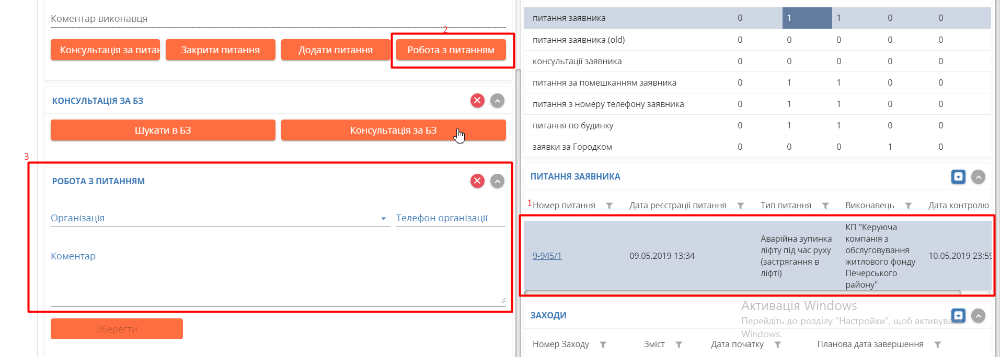 Коментар виконавця
2
Консультація за питан
Закрити питання
Додати питання
Робота з питанням
КОНСУЛЬТАЦІЯ ЗА БЗ
Шукати в БЗ
Консультація за БЗ
3
РОБОТА З ПИТАННЯМ
Організація
Телефон організації
Коментар
Зберегти
питання заявника 0 1 1 0 0
питання заявника (old) 0 0 0 0 0
консультації заявника 0 0 0 0 0
питання за помешканням заявника 0 1 1 0 0
питання з номеру телефону заявника 0 1 1 0 0
питання по будинку 0 1 1 0 0
заявки за Городком 0 0 0 1 0
ПИТАННЯ ЗАЯВНИКА
1
Номер питання Дата реєстрації питання Тип питання Виконавець Дата контролю
9-945/1
09.05.2019 13:34
Аварійна зупинка
ліфту під час руху
(застрягання в
ліфті)
КП "Керуюча
компанія з
обслуговування
житлового фонду
Печерського
району"
10.05.2019 23:59
ЗАХОДИ
Активація Windows
Перейдіть до розділу "Настройки", щоб активувати
Windows.
Номер Заходу Зміст Дата початку Планова дата завершення